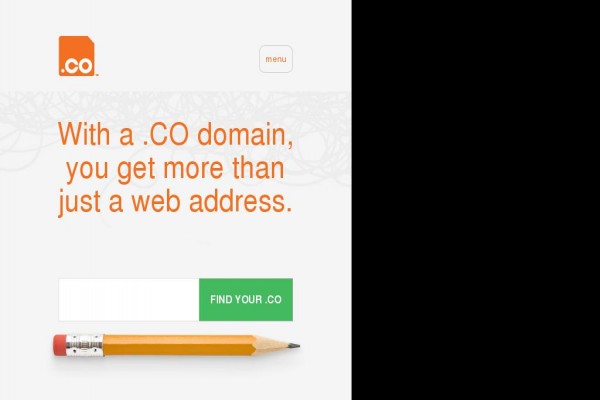 .co
menu
With a .CO domain,
you get more than
just a web address.
FIND YOUR .CO